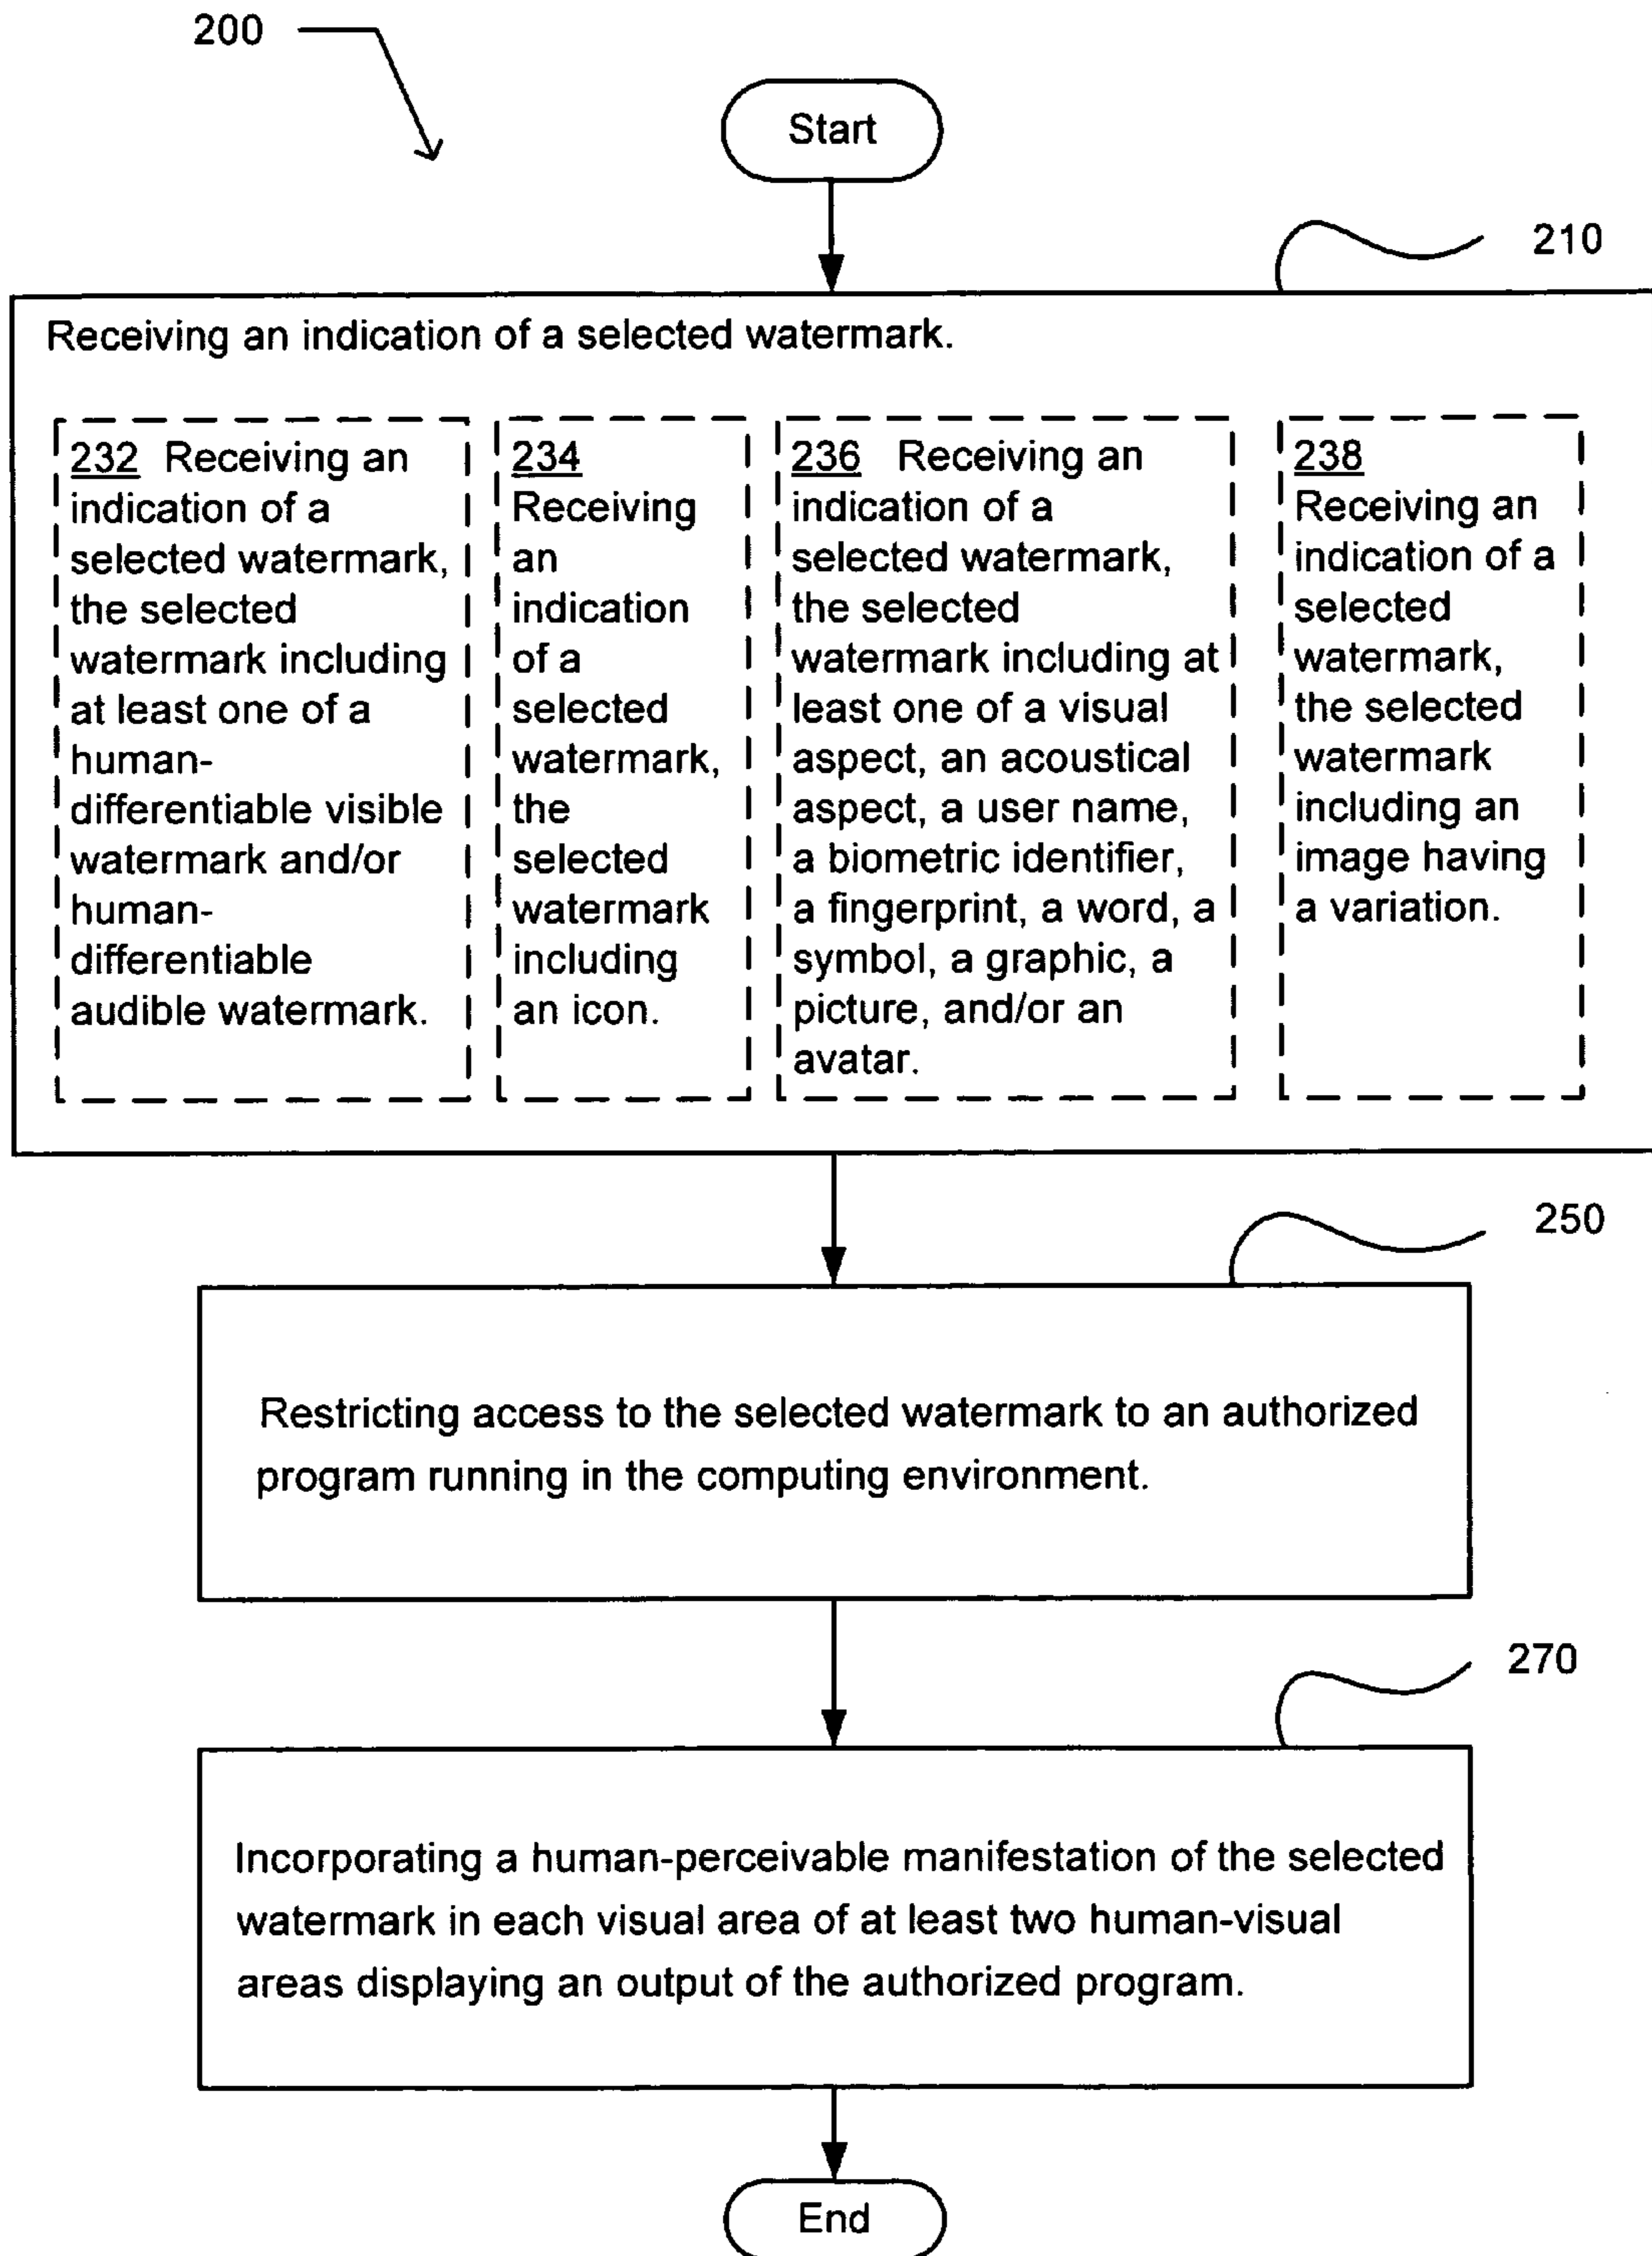 200
Start
210
Receiving an indication of a selected watermark.
232 Receiving an
indication of a
selected watermark,
the selected
watermark including
at least one of a
human-
differentiable visible
watermark and/or
human-
differentiable
audible watermark.
234
Receiving
an
indication
of a
selected
watermark,
the
selected
watermark
including
an icon.
236 Receiving an
indication of a
selected watermark,
the selected
watermark including at
least one of a visual
aspect, an acoustical
aspect, a user name,
a biometric identifier,
a fingerprint, a word, a
symbol, a graphic, a
picture, and/or an
avatar.
238
Receiving an
indication of a
selected
watermark,
the selected
watermark
including an
image having
a variation.
250
Restricting access to the selected watermark to an authorized
program running in the computing environment.
270
Incorporating a human-perceivable manifestation of the selected
watermark in each visual area of at least two human-visual
areas displaying an output of the authorized program.
End